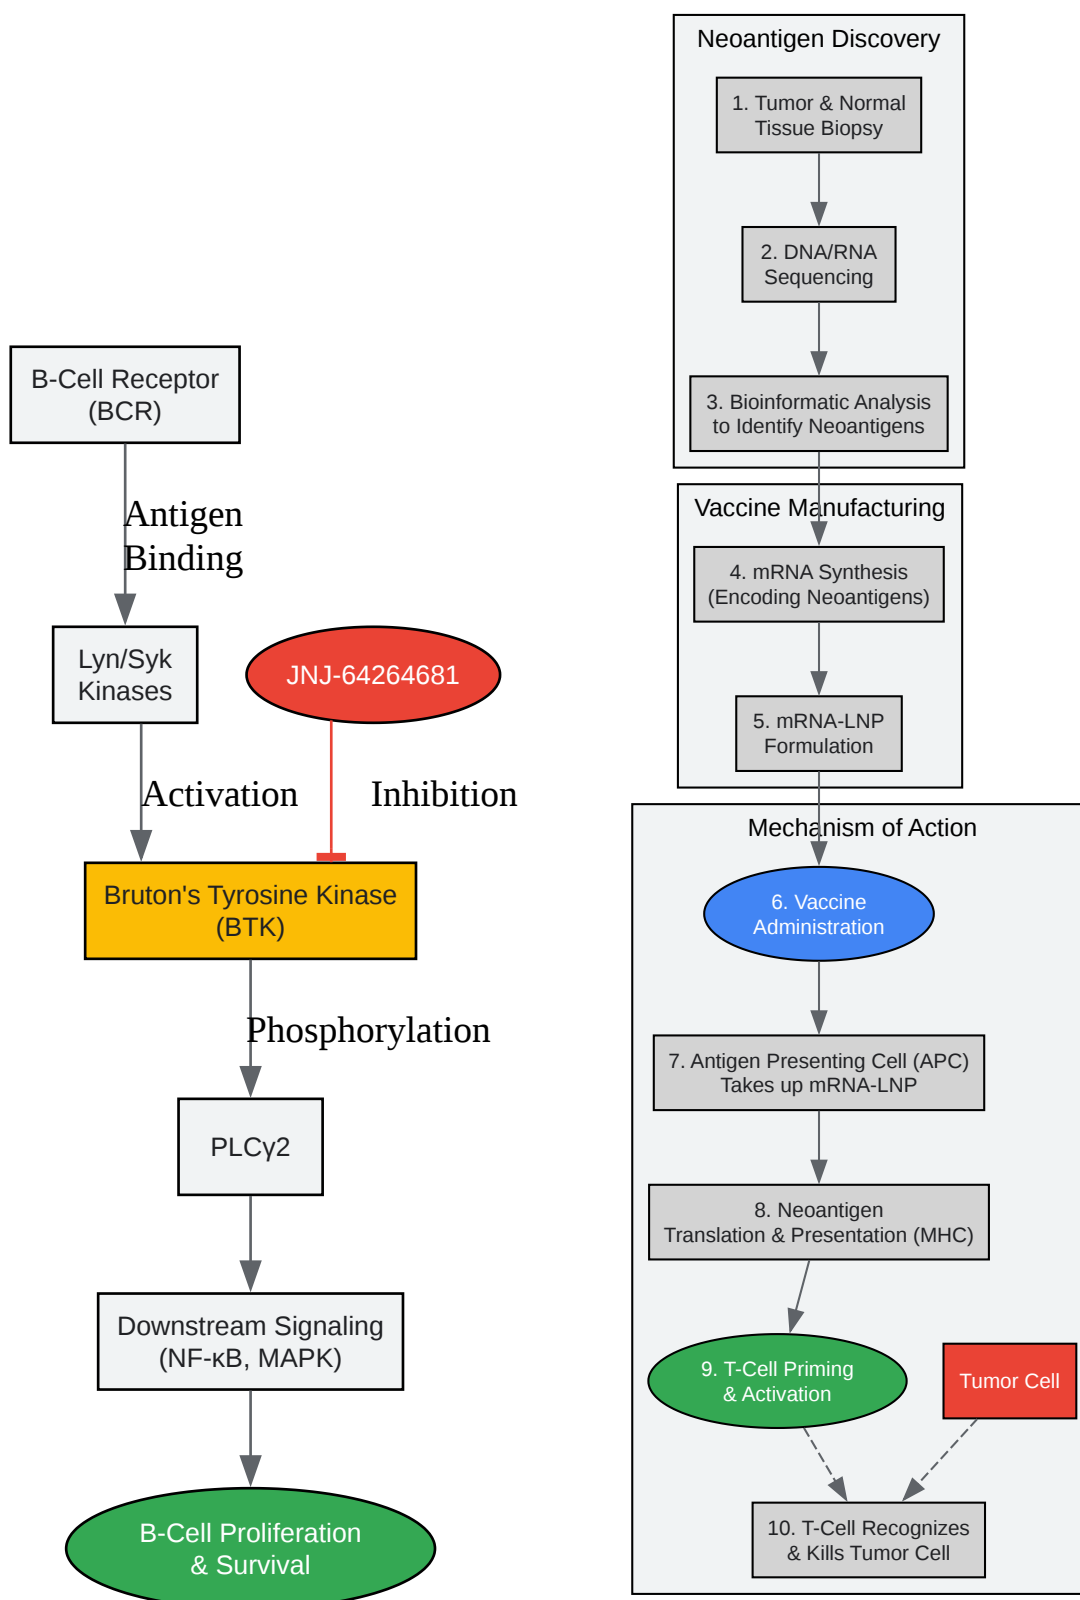 B-Cell Receptor
(BCR)
Antigen
Binding
Lyn/Syk
Kinases
JNJ-64264681
Activation
Inhibition
Bruton's Tyrosine Kinase
(BTK)
Phosphorylation
PLCγ2
Downstream Signaling
(NF-κB, MAPK)
B-Cell Proliferation
& Survival
Neoantigen Discovery
1. Tumor & Normal
Tissue Biopsy
2. DNA/RNA
Sequencing
3. Bioinformatic Analysis
to Identify Neoantigens
Vaccine Manufacturing
4. mRNA Synthesis
(Encoding Neoantigens)
5. mRNA-LNP
Formulation
Mechanism of Action
6. Vaccine
Administration
7. Antigen Presenting Cell (APC)
Takes up mRNA-LNP
8. Neoantigen
Translation & Presentation (MHC)
9. T-Cell Priming
& Activation
Tumor Cell
10. T-Cell Recognizes
& Kills Tumor Cell